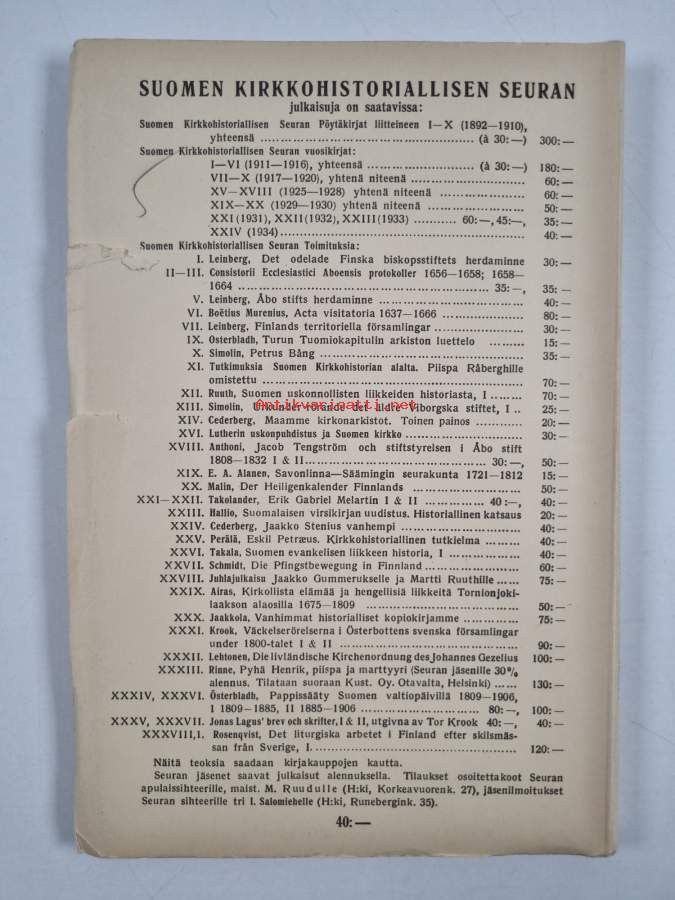 SUOMEN KIRKKOHISTORIALLISEN SEURAN
julkaisuja on saatavissa:
Suomen Kirkkohistoriallisen Seuran Pöytäkirjat liitteineen I—X (1892—1910),
yhteensä ........ (à 30:—) 300:—
Suomen Kirkkohistoriallisen Seuran vuosikirjat:
I—VI (1911—1916), yhteensä ........ (à 30:—) 180:—
VII—X (1917—1920), yhtenä niteenä ........ 60:—
XV—XVIII (1925—1928) yhtenä niteenä ........ 60:—
XIX—XX (1929—1930) yhtenä niteenä ........ 50:—
XXI (1931), XXII (1932), XXIII (1933) ........ 60:—, 45:—, 35:—
XXIV (1934) ........ 40:—
Suomen Kirkkohistoriallisen Seuran Toimituksia:
I. Leinberg, Det odelade Finska biskopsstiftets herdaminne 30:—
II—III. Consistorii Ecclesiastici Aboensis protokoller 1656—1658; 1658—
1664 ........ 35:—, 35:—
V. Leinberg, Åbo stifts herdaminne ........ 40:—
VI. Boëtius Murenius, Acta visitatoria 1637—1666 ........ 80:—
VII. Leinberg, Finlands territoriella församlingar ........ 30:—
IX. Osterbladh, Turun Tuomiokapitulin arkiston luettelo ........ 15:—
X. Simolin, Petrus Bång ........ 35:—
XI. Tutkimuksia Suomen Kirkkohistorian alalta. Piispa Råberghille
omistettu ........ 70:—
XII. Ruuth, Suomen uskonnollisten liikkeiden historiasta, I ........ 70:—
antikvariaatti.net
XIII. Simolin, det äldre Viborgska stiftet, I .. 25:—
XIV. Cederberg, Maamme kirkonarkistot. Toinen painos ........ 20:—
XVI. Lutherin uskonpuhdistus ja Suomen kirkko ........ 30:—
XVIII. Anthoni, Jacob Tengström och stiftstyrelsen i Åbo stift
1808—1832 I & II ........ 30:—, 50:—
XIX. E. A. Alanen, Savonlinna—Säämingin seurakunta 1721—1812 15:—
XX. Malin, Der Heiligenkalender Finnlands ........ 50:—
XXI—XXII. Takolander, Erik Gabriel Melartin I & II ........ 40:—, 40:—
XXIII. Hallio, Suomalaisen virsikirjan uudistus. Historiallinen katsaus 20:—
XXIV. Cederberg, Jaakko Stenius vanhempi ........ 40:—
XXV. Perälä, Eskil Petræus. Kirkohistoriallinen tutkielma ........ 40:—
XXVI. Takala, Suomen evankelisen liikkeen historia, I ........ 40:—
XXVII. Schmidt, Die Pfingstbewegung in Finnland ........ 60:—
XXVIII. Juhlajulkaisu Jaakko Gummerukselle ja Martti Ruuthille ...... 75:—
XXIX. Airas, Kirkollista elämää ja hengellisiä liikkeitä Tornionjoki-
laakson alaosilla 1675—1809 ........ 50:—
XXX. Jaakkola, Vanhimmat historialliset kopiokirjamme ........ 75:—
XXXI. Krook, Väckelserörelserna i Österbottens svenska församlingar
under 1800-talet I & II ........ 90:—
XXXII. Lehtonen, Die livländische Kirchenordnung des Johannes Gezelius 100:—
XXXIII. Rinne, Pyhä Henrik, piispa ja marttyyri (Seuran jäsenille 30 %
alennus. Tilataan suoraan Kust. Oy. Otavalta, Helsinki) ...... 130:—
XXXIV, XXXVI. Österbladh, Pappissääty Suomen valtiopäivillä 1809—1906,
I 1809—1885, II 1885—1906 ........ 80:—, 100:—
XXXV, XXXVII. Jonas Lagus' brev och skrifter, I & II, utgivna av Tor Krook 40:—, 40:—
XXXVIII,1. Rosenqvist, Det liturgiska arbetet i Finland efter skilsmäs-
san från Sverige, I. ........ 120:—
Näitä teoksia saadaan kirjakauppojen kautta.
Seuran jäsenet saavat julkaisut alennuksella. Tilaukset osoitettakoot Seuran
apulaissihteerille, maist. M. Ruudulle (H:ki, Korkeavuorenk. 27), jäsenilmoitukset
Seuran sihteerille tri I. Salomiehelle (H:ki, Runebergink. 35).
40:—